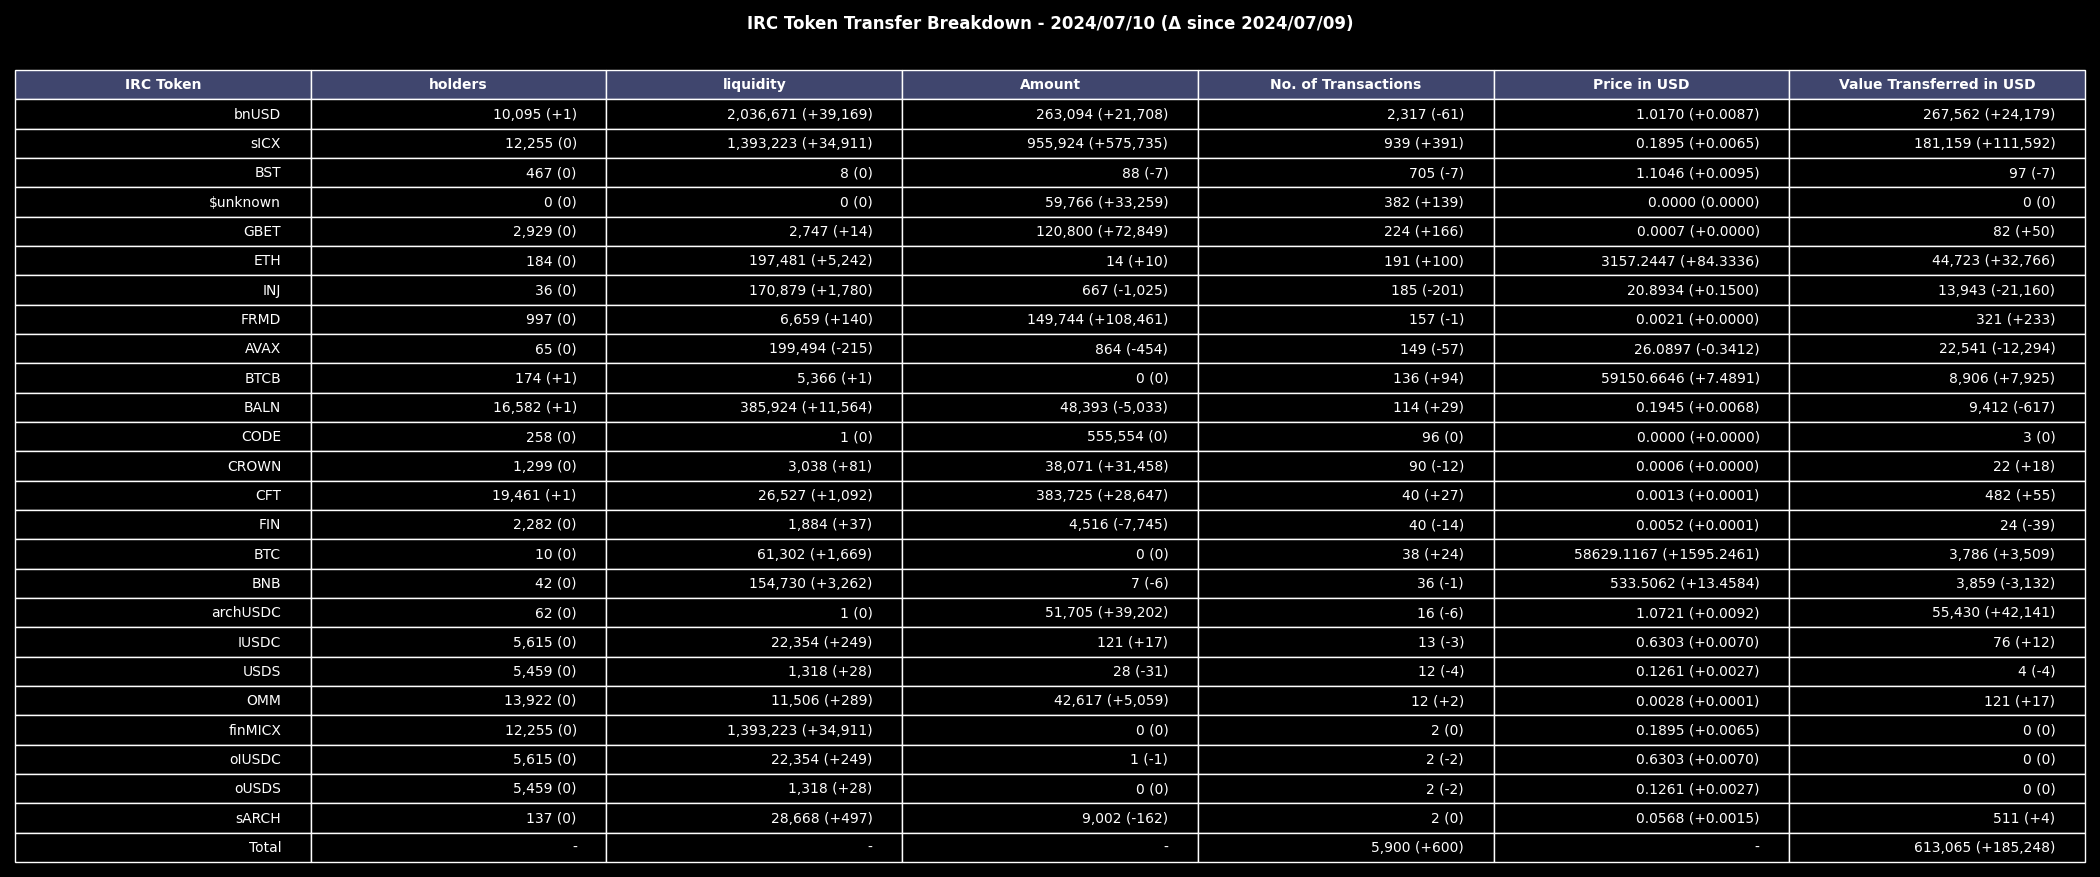 IRC Token Transfer Breakdown - 2024/07/10 (Δ since 2024/07/09)
IRC Token holders liquidity Amount No. of Transactions Price in USD Value Transferred in USD
bnUSD 10,095 (+1) 2,036,671 (+39,169) 263,094 (+21,708) 2,317 (-61) 1.0170 (+0.0087) 267,562 (+24,179)
sICX 12,255 (0) 1,393,223 (+34,911) 955,924 (+575,735) 939 (+391) 0.1895 (+0.0065) 181,159 (+111,592)
BST 467 (0) 8 (0) 88 (-7) 705 (-7) 1.1046 (+0.0095) 97 (-7)
$unknown 0 (0) 0 (0) 59,766 (+33,259) 382 (+139) 0.0000 (0.0000) 0 (0)
GBET 2,929 (0) 2,747 (+14) 120,800 (+72,849) 224 (+166) 0.0007 (+0.0000) 82 (+50)
ETH 184 (0) 197,481 (+5,242) 14 (+10) 191 (+100) 3157.2447 (+84.3336) 44,723 (+32,766)
INJ 36 (0) 170,879 (+1,780) 667 (-1,025) 185 (-201) 20.8934 (+0.1500) 13,943 (-21,160)
FRMD 997 (0) 6,659 (+140) 149,744 (+108,461) 157 (-1) 0.0021 (+0.0000) 321 (+233)
AVAX 65 (0) 199,494 (-215) 864 (-454) 149 (-57) 26.0897 (-0.3412) 22,541 (-12,294)
BTCB 174 (+1) 5,366 (+1) 0 (0) 136 (+94) 59150.6646 (+7.4891) 8,906 (+7,925)
BALN 16,582 (+1) 385,924 (+11,564) 48,393 (-5,033) 114 (+29) 0.1945 (+0.0068) 9,412 (-617)
CODE 258 (0) 1 (0) 555,554 (0) 96 (0) 0.0000 (+0.0000) 3 (0)
CROWN 1,299 (0) 3,038 (+81) 38,071 (+31,458) 90 (-12) 0.0006 (+0.0000) 22 (+18)
CFT 19,461 (+1) 26,527 (+1,092) 383,725 (+28,647) 40 (+27) 0.0013 (+0.0001) 482 (+55)
FIN 2,282 (0) 1,884 (+37) 4,516 (-7,745) 40 (-14) 0.0052 (+0.0001) 24 (-39)
BTC 10 (0) 61,302 (+1,669) 0 (0) 38 (+24) 58629.1167 (+1595.2461) 3,786 (+3,509)
BNB 42 (0) 154,730 (+3,262) 7 (-6) 36 (-1) 533.5062 (+13.4584) 3,859 (-3,132)
archUSDC 62 (0) 1 (0) 51,705 (+39,202) 16 (-6) 1.0721 (+0.0092) 55,430 (+42,141)
IUSDC 5,615 (0) 22,354 (+249) 121 (+17) 13 (-3) 0.6303 (+0.0070) 76 (+12)
USDS 5,459 (0) 1,318 (+28) 28 (-31) 12 (-4) 0.1261 (+0.0027) 4 (-4)
OMM 13,922 (0) 11,506 (+289) 42,617 (+5,059) 12 (+2) 0.0028 (+0.0001) 121 (+17)
finMICX 12,255 (0) 1,393,223 (+34,911) 0 (0) 2 (0) 0.1895 (+0.0065) 0 (0)
oIUSDC 5,615 (0) 22,354 (+249) 1 (-1) 2 (-2) 0.6303 (+0.0070) 0 (0)
oUSDS 5,459 (0) 1,318 (+28) 0 (0) 2 (-2) 0.1261 (+0.0027) 0 (0)
sARCH 137 (0) 28,668 (+497) 9,002 (-162) 2 (0) 0.0568 (+0.0015) 511 (+4)
Total - - - 5,900 (+600) - 613,065 (+185,248)